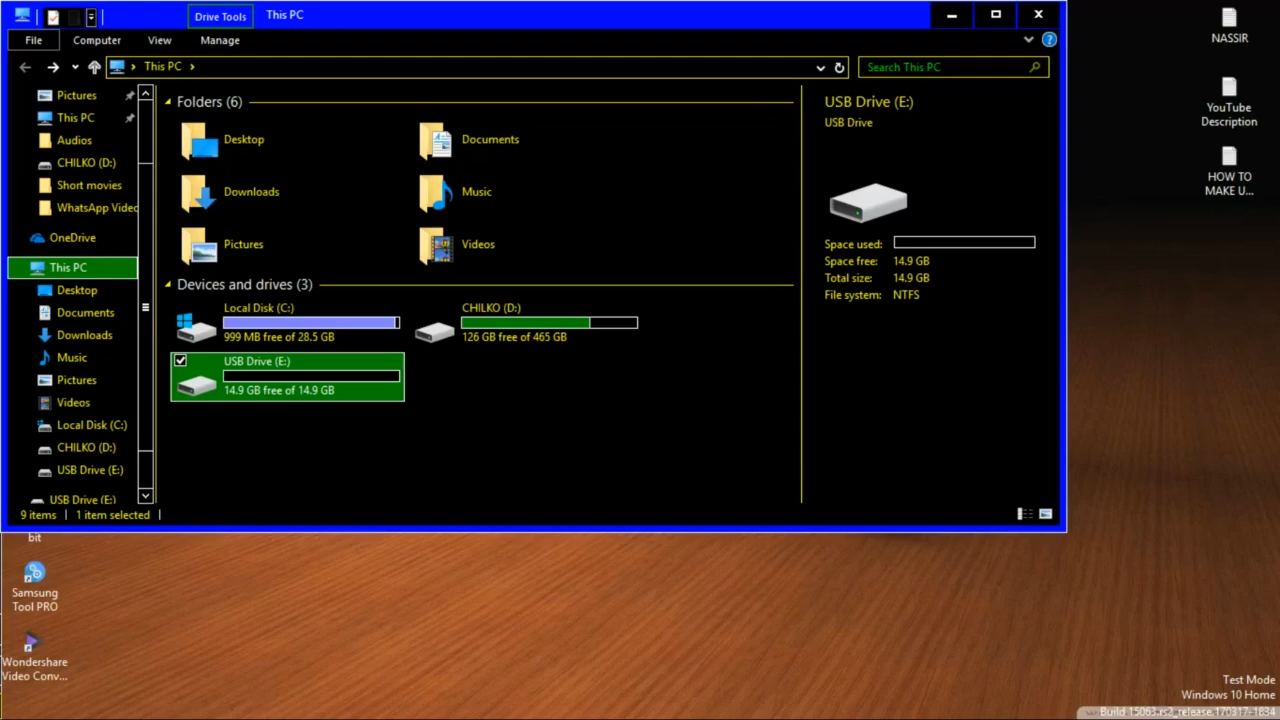 Drive Tools
This PC
File
Computer
View
Manage
This PC
Search This PC
Pictures
This PC
Audios
CHILKO (D:)
Short movies
WhatsApp Video
OneDrive
This PC
Desktop
Documents
Downloads
Music
Pictures
Videos
Local Disk (C:)
CHILKO (D:)
USB Drive (E:)
USB Drive (E:)
Folders (6)
Desktop
Documents
Downloads
Music
Pictures
Videos
Devices and drives (3)
Local Disk (C:)
999 MB free of 28.5 GB
CHILKO (D:)
126 GB free of 465 GB
USB Drive (E:)
14.9 GB free of 14.9 GB
USB Drive (E:)
USB Drive
Space used:
Space free: 14.9 GB
Total size: 14.9 GB
File system: NTFS
9 items
1 item selected
NASSIR
YouTube
Description
HOW TO
MAKE U...
bit
Samsung
Tool PRO
Wondershare
Video Conv...
Test Mode
Windows 10 Home
Build 15063.rs2_release.170317-1834